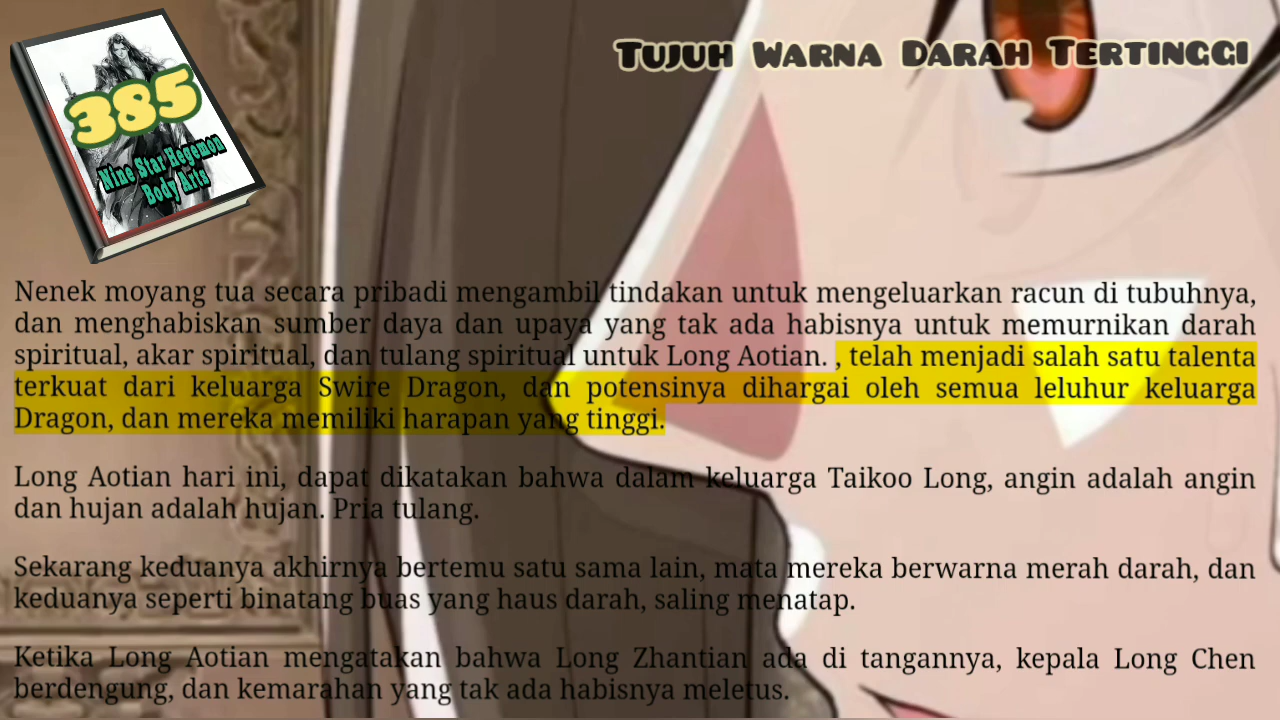 Tujuh Warna Darah Tertinggi
385
Nine Star Hegemon
Body Arts
Nenek moyang tua secara pribadi mengambil tindakan untuk mengeluarkan racun di tubuhnya,
dan menghabiskan sumber daya dan upaya yang tak ada habisnya untuk memurnikan darah
spiritual, akar spiritual, dan tulang spiritual untuk Long Aotian. , telah menjadi salah satu talenta
terkuat dari keluarga Swire Dragon, dan potensinya dihargai oleh semua leluhur keluarga
Dragon, dan mereka memiliki harapan yang tinggi.
Long Aotian hari ini, dapat dikatakan bahwa dalam keluarga Taikoo Long, angin adalah angin
dan hujan adalah hujan. Pria tulang.
Sekarang keduanya akhirnya bertemu satu sama lain, mata mereka berwarna merah darah, dan
keduanya seperti binatang buas yang haus darah, saling menatap.
Ketika Long Aotian mengatakan bahwa Long Zhantian ada di tangannya, kepala Long Chen
berdengung, dan kemarahan yang tak ada habisnya meletus.